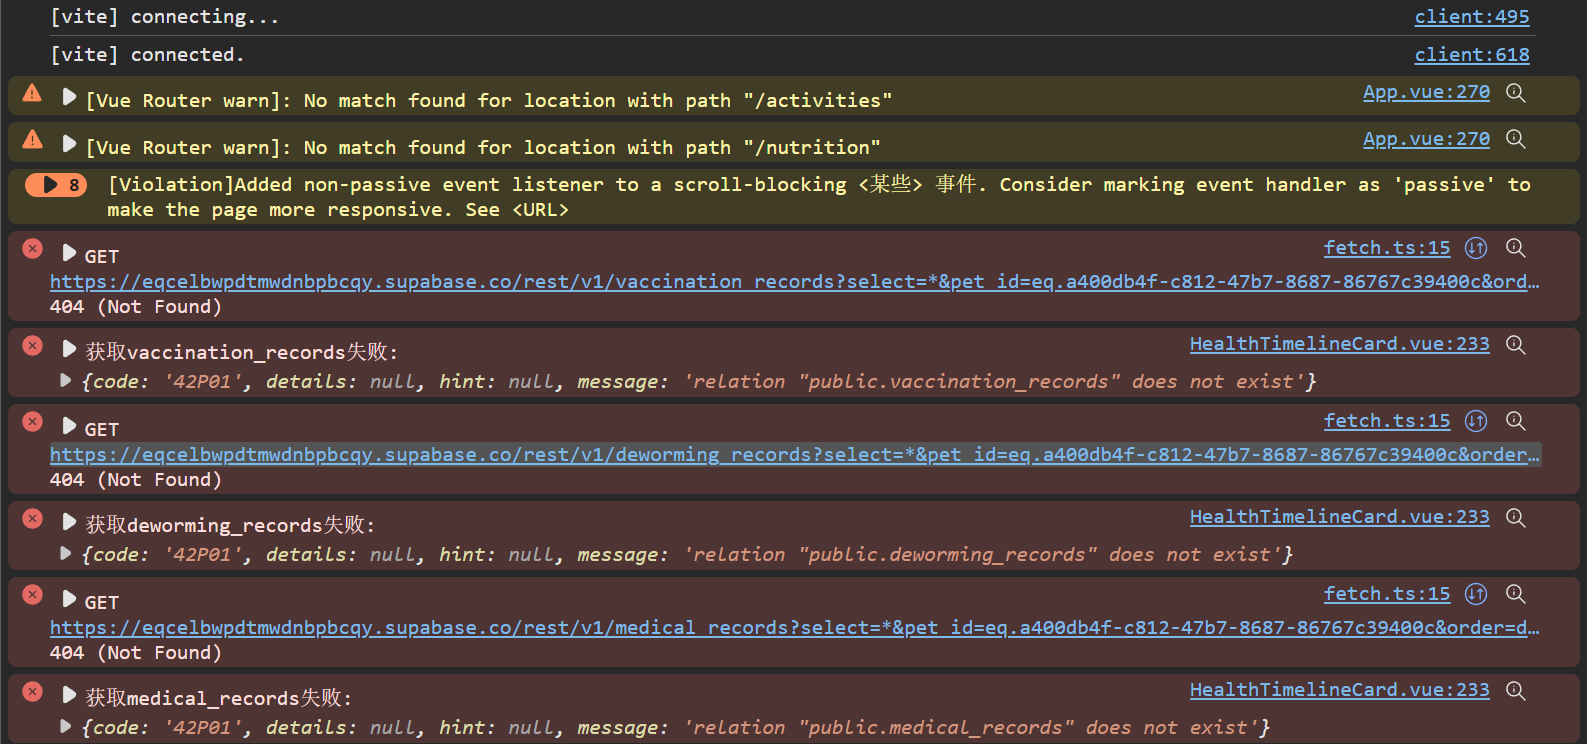 [vite] connecting...
client:495
[vite] connected.
client:618
[Vue Router warn]: No match found for location with path "/activities"
App.vue:270
[Vue Router warn]: No match found for location with path "/nutrition"
App.vue:270
8
[Violation]Added non-passive event listener to a scroll-blocking <某些> 事件. Consider marking event handler as 'passive' to
make the page more responsive. See <URL>
GET
fetch.ts:15
https://eqcelbwpdtmwdnbpbcqy.supabase.co/rest/v1/vaccination_records?select=*&pet_id=eq.a400db4f-c812-47b7-8687-86767c39400c&ord…
404 (Not Found)
获取vaccination_records失败:
HealthTimelineCard.vue:233
{code: '42P01', details: null, hint: null, message: 'relation "public.vaccination_records" does not exist'}
GET
fetch.ts:15
https://eqcelbwpdtmwdnbpbcqy.supabase.co/rest/v1/deworming_records?select=*&pet_id=eq.a400db4f-c812-47b7-8687-86767c39400c&order…
404 (Not Found)
获取deworming_records失败:
HealthTimelineCard.vue:233
{code: '42P01', details: null, hint: null, message: 'relation "public.deworming_records" does not exist'}
GET
fetch.ts:15
https://eqcelbwpdtmwdnbpbcqy.supabase.co/rest/v1/medical_records?select=*&pet_id=eq.a400db4f-c812-47b7-8687-86767c39400c&order=d…
404 (Not Found)
获取medical_records失败:
HealthTimelineCard.vue:233
{code: '42P01', details: null, hint: null, message: 'relation "public.medical_records" does not exist'}